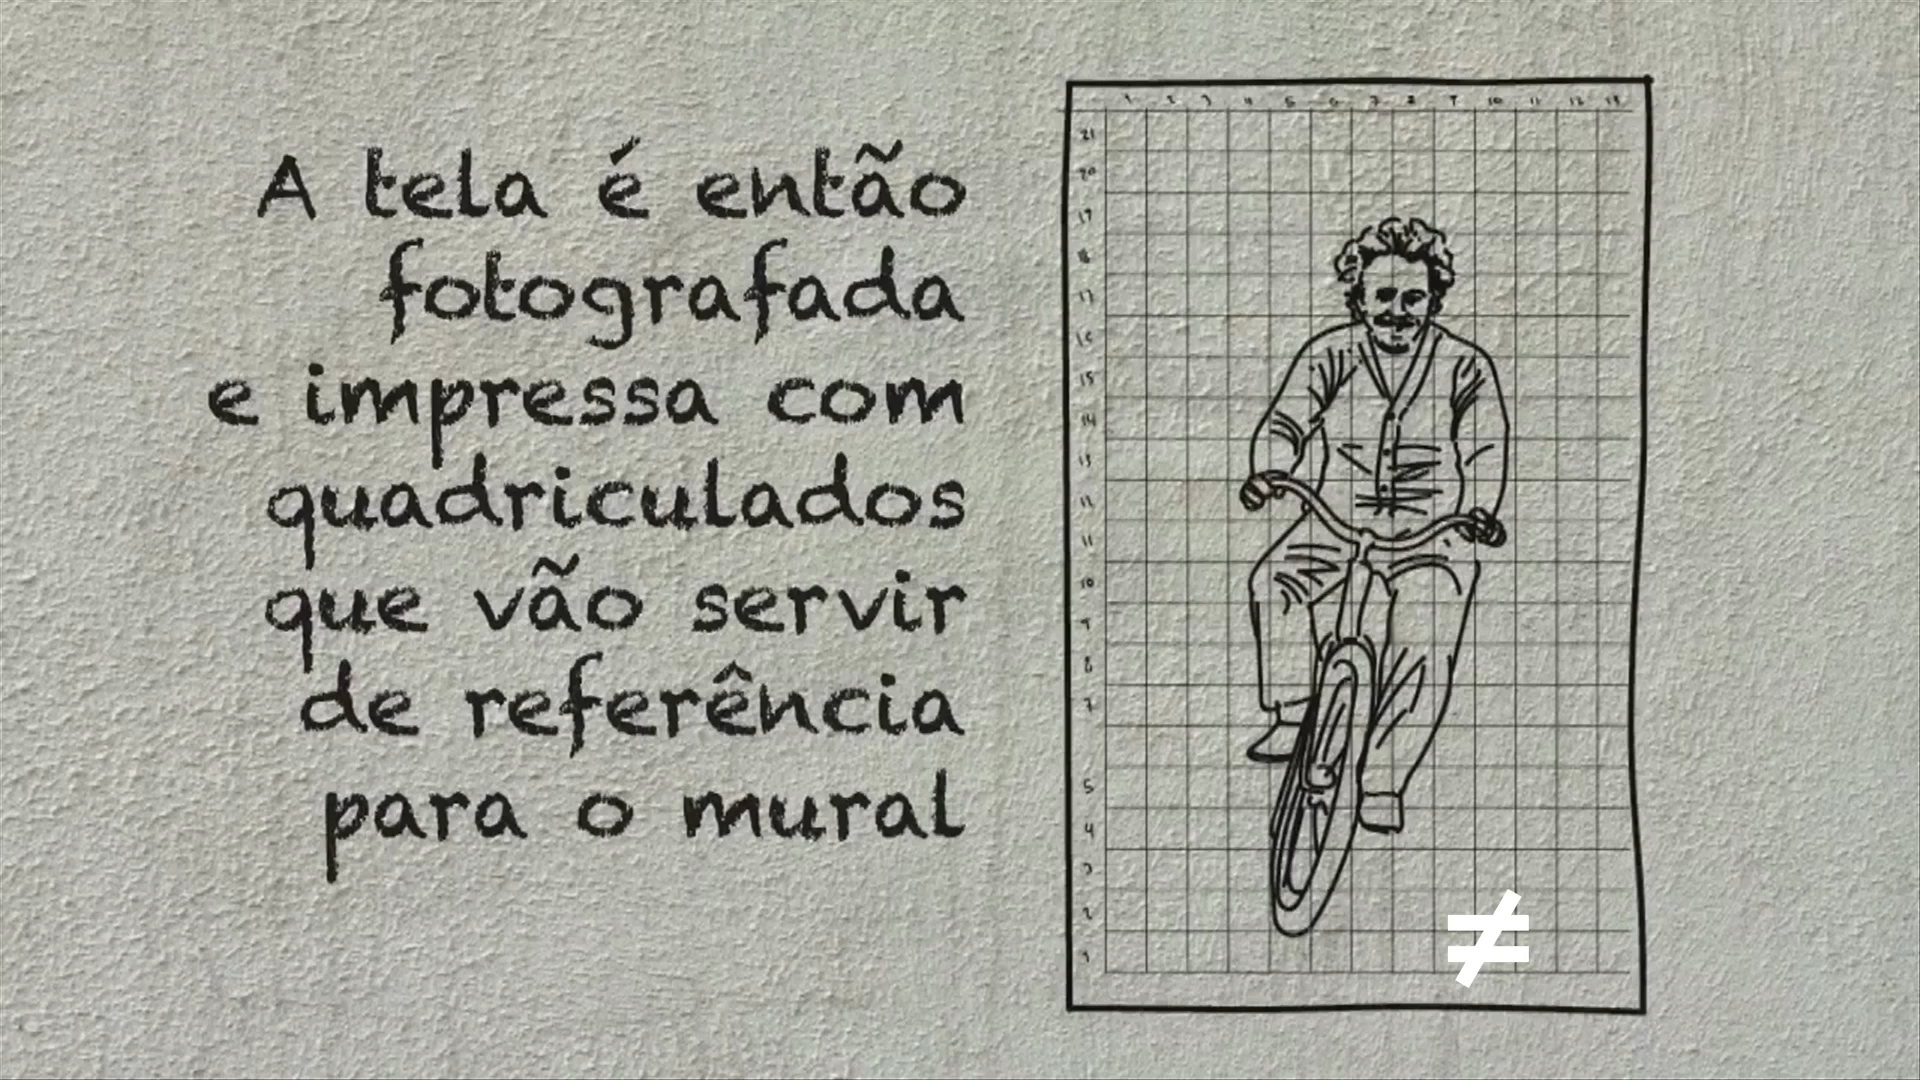 A tela é então
fotografada
e impressa com
quadriculados
que vão servir
de referência
para o mural
≠